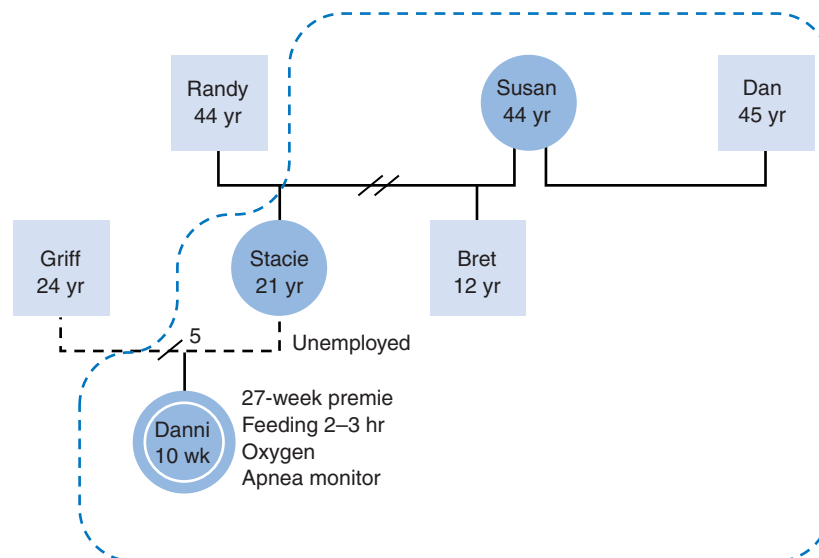 Randy
44 yr
Susan
44 yr
Dan
45 yr
Griff
24 yr
Stacie
21 yr
Bret
12 yr
5
Unemployed
Danni
10 wk
27-week premie
Feeding 2–3 hr
Oxygen
Apnea monitor